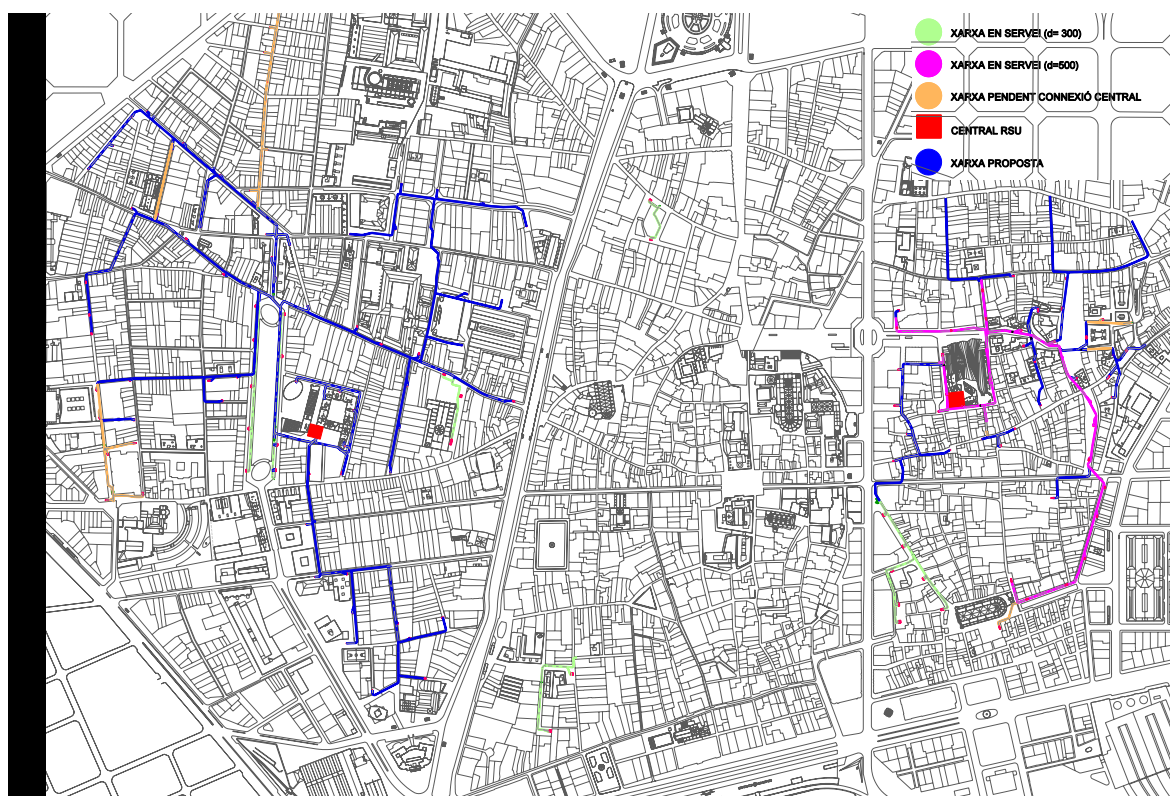 XARXA EN SERVEI (d= 300)
XARXA EN SERVEI (d=500)
XARXA PENDENT CONNEXIÓ CENTRAL
CENTRAL RSU
XARXA PROPOSTA